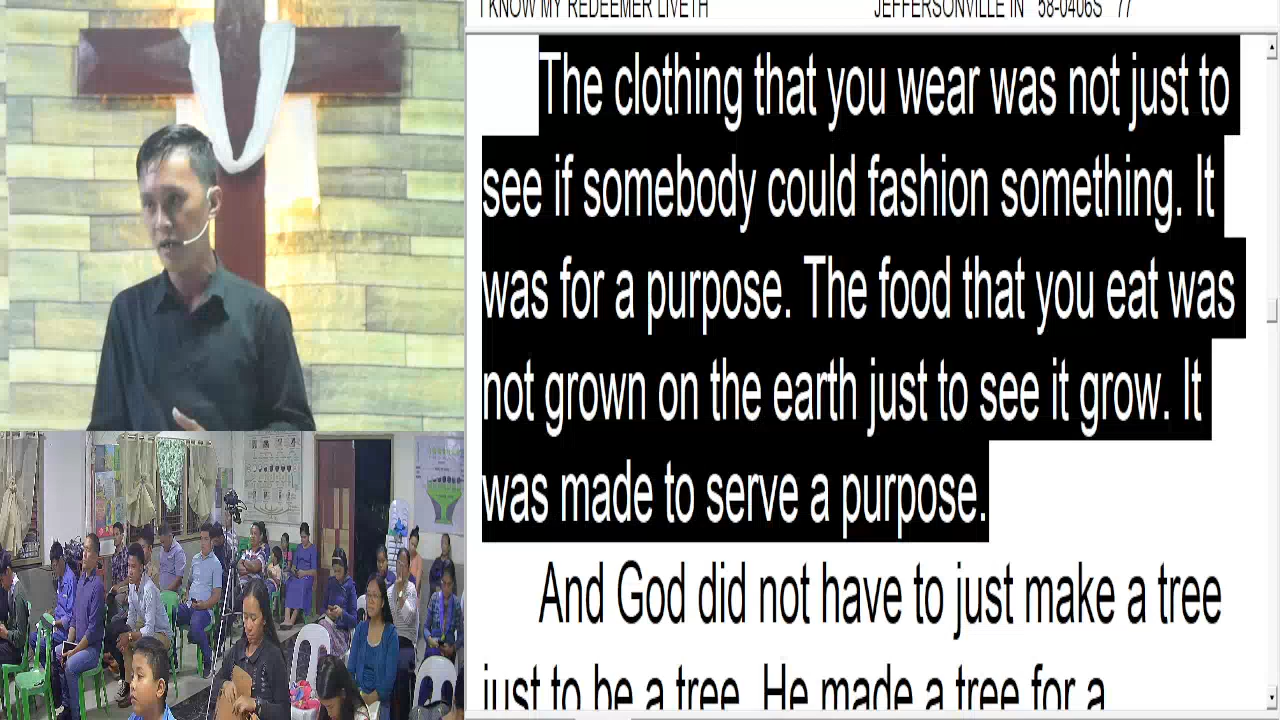 I KNOW MY REDEEMER LIVETH JEFFERSONVILLE IN 58-0406S 77
The clothing that you wear was not just to
see if somebody could fashion something. It
was for a purpose. The food that you eat was
not grown on the earth just to see it grow. It
was made to serve a purpose.
And God did not have to just make a tree
just to be a tree. He made a tree for a